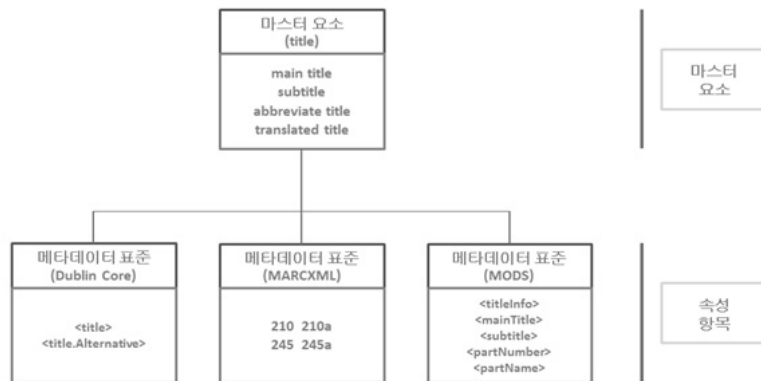 마스터 요소
(title)
main title
subtitle
abbreviate title
translated title
마스터
요소
메타데이터 표준
(Dublin Core)
<title>
<title.Alternative>
메타데이터 표준
(MARCXML)
210 210a
245 245a
메타데이터 표준
(MODS)
<titleInfo>
<mainTitle>
<subtitle>
<partNumber>
<partName>
속성
항목